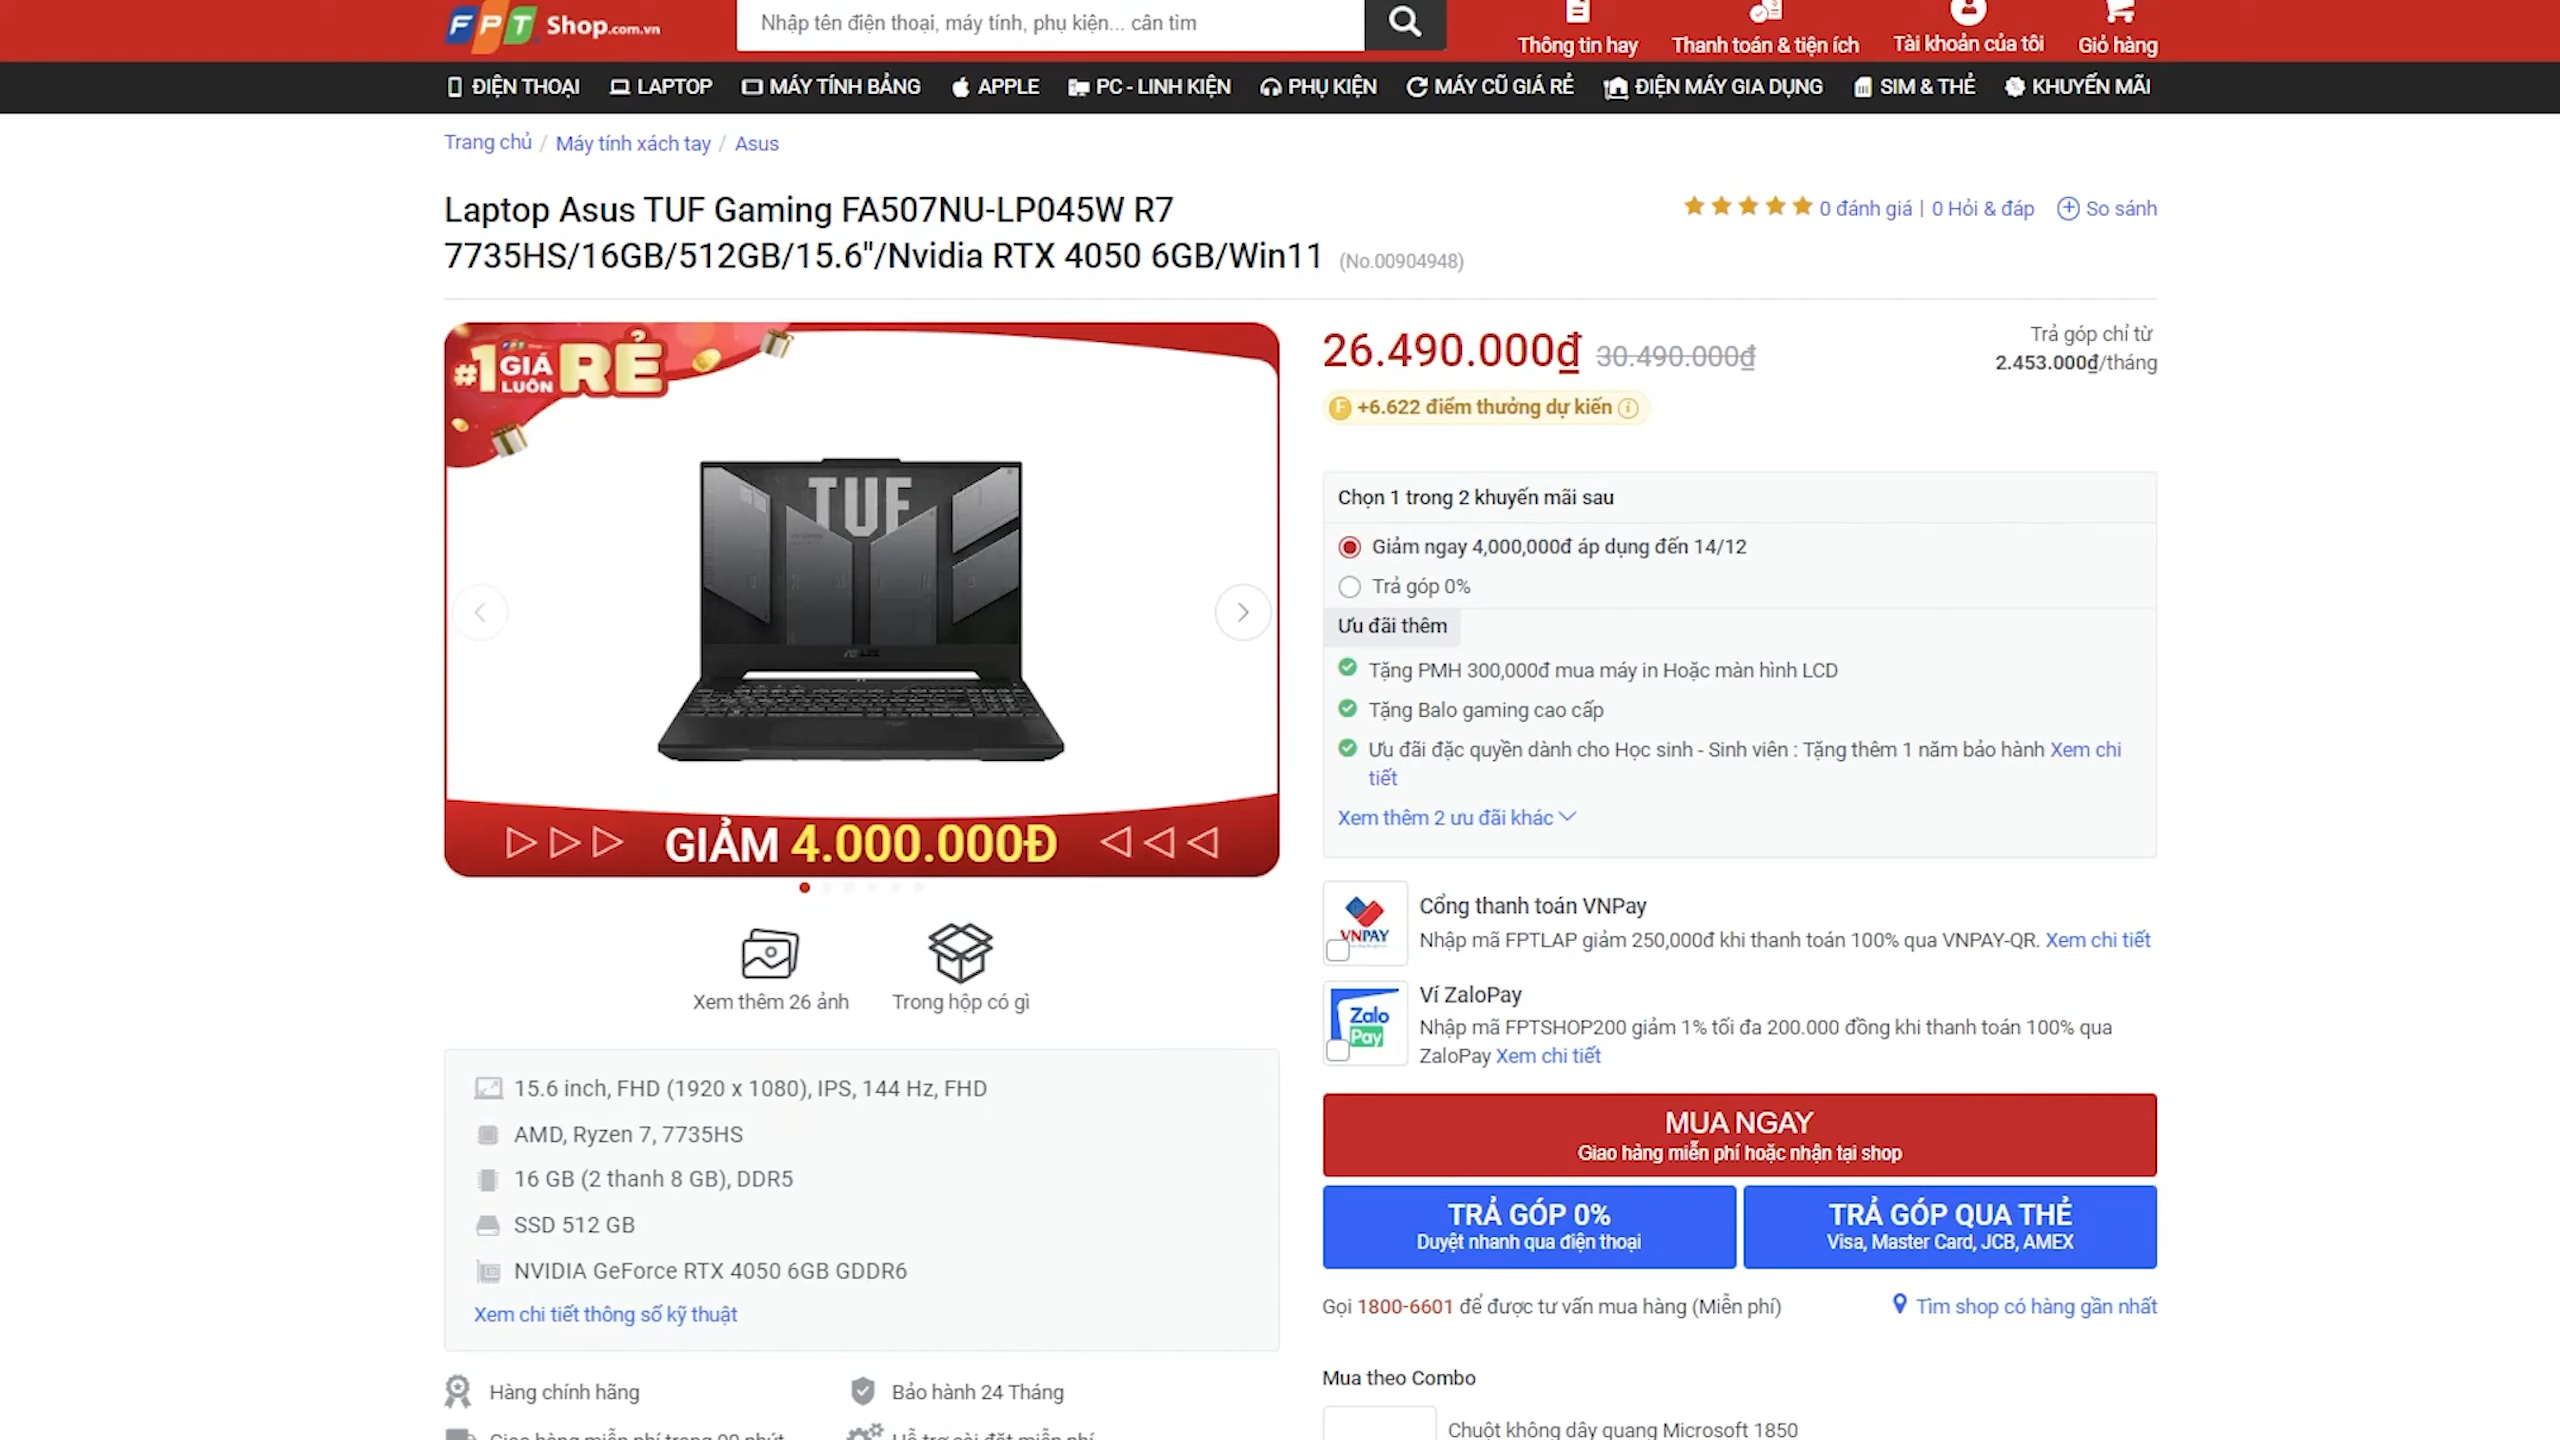 FPT Shop.com.vn
Nhập tên điện thoại, máy tính, phụ kiện... cần tìm
Thông tin hay
Thanh toán & tiện ích
Tài khoản của tôi
Giỏ hàng
ĐIỆN THOẠI
LAPTOP
MÁY TÍNH BẢNG
APPLE
PC - LINH KIỆN
PHỤ KIỆN
MÁY CŨ GIÁ RẺ
ĐIỆN MÁY GIA DỤNG
SIM & THẺ
KHUYẾN MÃI
Trang chủ / Máy tính xách tay / Asus
Laptop Asus TUF Gaming FA507NU-LP045W R7
7735HS/16GB/512GB/15.6"/Nvidia RTX 4050 6GB/Win11 (No.00904948)
0 đánh giá | 0 Hỏi & đáp
So sánh
#1 GIÁ LUÔN RẺ
TUF
GIẢM 4.000.000Đ
Xem thêm 26 ảnh
Trong hộp có gì
15.6 inch, FHD (1920 x 1080), IPS, 144 Hz, FHD
AMD, Ryzen 7, 7735HS
16 GB (2 thanh 8 GB), DDR5
SSD 512 GB
NVIDIA GeForce RTX 4050 6GB GDDR6
Xem chi tiết thông số kỹ thuật
Hàng chính hãng
Bảo hành 24 Tháng
26.490.000₫ 30.490.000₫
Trả góp chỉ từ
2.453.000₫/tháng
+6.622 điểm thưởng dự kiến
Chọn 1 trong 2 khuyến mãi sau
Giảm ngay 4,000,000đ áp dụng đến 14/12
Trả góp 0%
Ưu đãi thêm
Tặng PMH 300,000đ mua máy in Hoặc màn hình LCD
Tặng Balo gaming cao cấp
Ưu đãi đặc quyền dành cho Học sinh - Sinh viên : Tặng thêm 1 năm bảo hành Xem chi
tiết
Xem thêm 2 ưu đãi khác
VNPAY
Cổng thanh toán VNPay
Nhập mã FPTLAP giảm 250,000đ khi thanh toán 100% qua VNPAY-QR. Xem chi tiết
Zalo
Pay
Ví ZaloPay
Nhập mã FPTSHOP200 giảm 1% tối đa 200.000 đồng khi thanh toán 100% qua
ZaloPay Xem chi tiết
MUA NGAY
Giao hàng miễn phí hoặc nhận tại shop
TRẢ GÓP 0%
Duyệt nhanh qua điện thoại
TRẢ GÓP QUA THẺ
Visa, Master Card, JCB, AMEX
Gọi 1800-6601 để được tư vấn mua hàng (Miễn phí)
Tìm shop có hàng gần nhất
Mua theo Combo
Chuột không dây quang Microsoft 1850